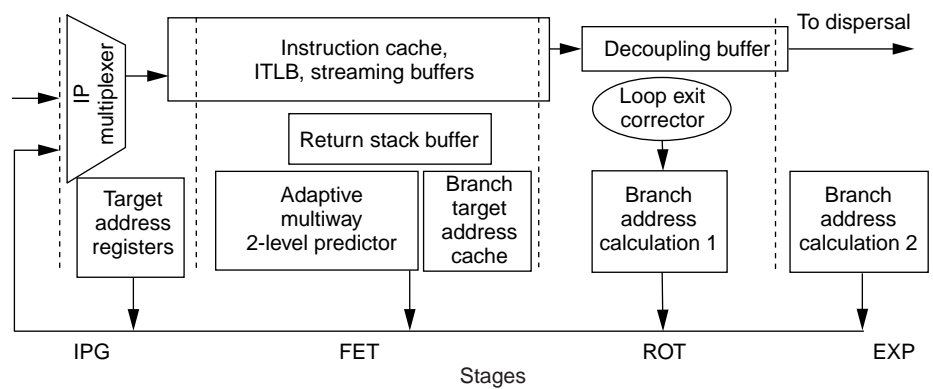 To dispersal
IP
multiplexer
Instruction cache,
ITLB, streaming buffers
Decoupling buffer
Loop exit
corrector
Return stack buffer
Target
address
registers
Adaptive
multiway
2-level predictor
Branch
target
address
cache
Branch
address
calculation 1
Branch
address
calculation 2
IPG
FET
ROT
EXP
Stages